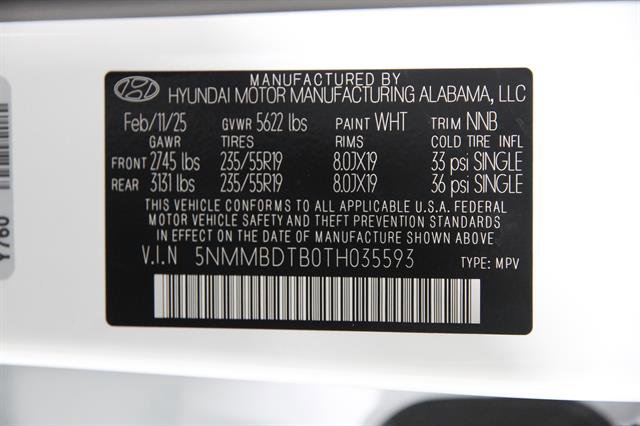 MANUFACTURED BY
HYUNDAI MOTOR MANUFACTURING ALABAMA, LLC
Feb/11/25 GVWR 5622 lbs PAINT WHT TRIM NNB
GAWR TIRES RIMS COLD TIRE INFL
FRONT 2745 lbs 235/55R19 8.0JX19 33 psi SINGLE
REAR 3131 lbs 235/55R19 8.0JX19 36 psi SINGLE
THIS VEHICLE CONFORMS TO ALL APPLICABLE U.S.A. FEDERAL
MOTOR VEHICLE SAFETY AND THEFT PREVENTION STANDARDS
IN EFFECT ON THE DATE OF MANUFACTURE SHOWN ABOVE
V.I.N 5NMMBDTB0TH035593 TYPE: MPV
Y760